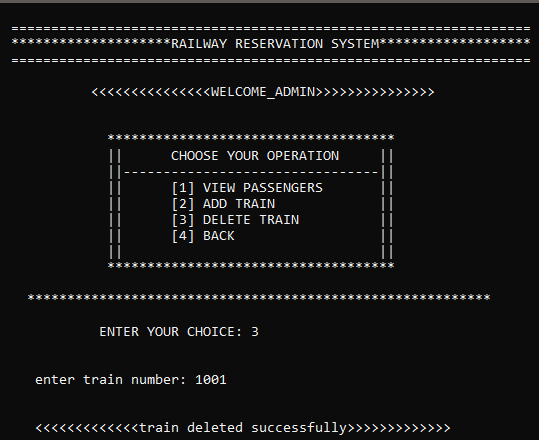 =================================================================
********************RAILWAY RESERVATION SYSTEM*******************
=================================================================
<<<<<<<<<<<<<<<WELCOME_ADMIN>>>>>>>>>>>>>>>
************************************
||      CHOOSE YOUR OPERATION     ||
||--------------------------------||
||      [1] VIEW PASSENGERS       ||
||      [2] ADD TRAIN             ||
||      [3] DELETE TRAIN          ||
||      [4] BACK                  ||
||                                ||
************************************
**********************************************************
ENTER YOUR CHOICE: 3
enter train number: 1001
<<<<<<<<<<<<<train deleted successfully>>>>>>>>>>>>>